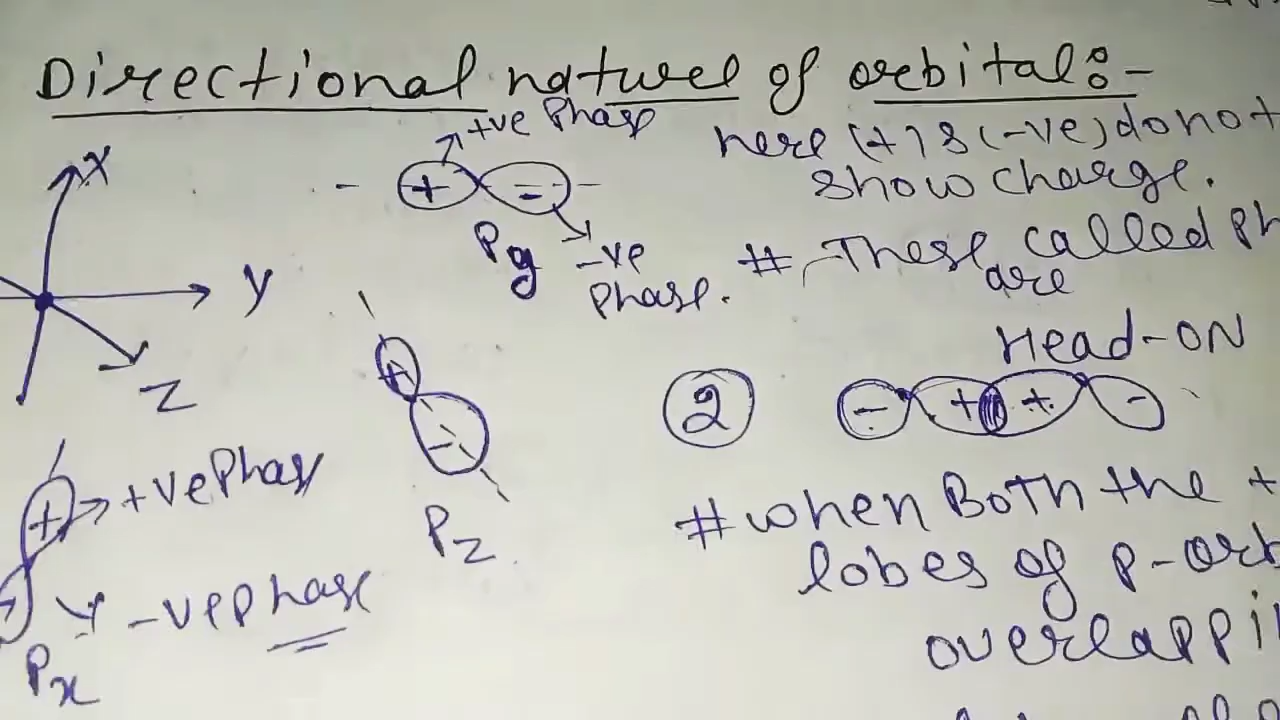 Directional nature of orbital:-
+ve Phase
here (+) & (-ve) do not
show charge.
X
+
-
Py
-ve
phase.
# These are called Ph
Y
Z
Head-ON
+
-
Pz
2
- + + -
+ve Phase
+
-ve phase
Px
# when Both the +
lobes of p-orb
overlappi